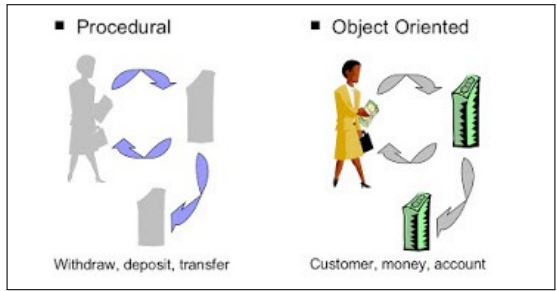 Procedural
Object Oriented
Withdraw, deposit, transfer
Customer, money, account